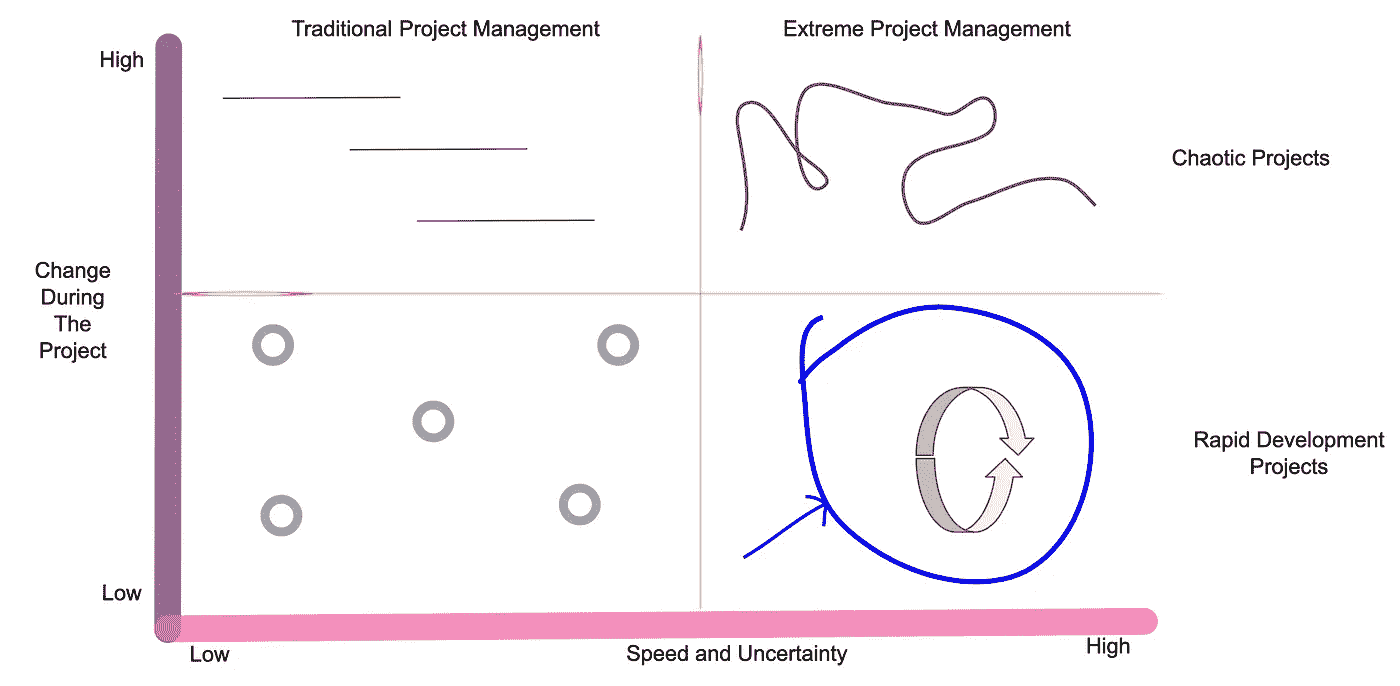 Traditional Project Management
Extreme Project Management
High
Chaotic Projects
Change
During
The
Project
Rapid Development
Projects
Low
Low
Speed and Uncertainty
High